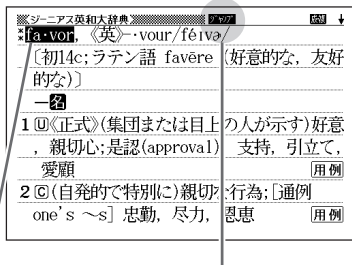 ジーニアス英和大辞典 ジャンプ
fa·vor, 《英》--vour/féivə/
〔初14c;ラテン語 favēre (好意的な, 友好
的な)〕
━名
1 Ⓤ《正式》(集団または目上の人が示す)好意
, 親切心;是認(approval) 支持, 引立て,
愛顧 用例
2 Ⓒ(自発的で特別に)親切な行為;[通例
one's ～s] 忠勤, 尽力, 恩恵 用例